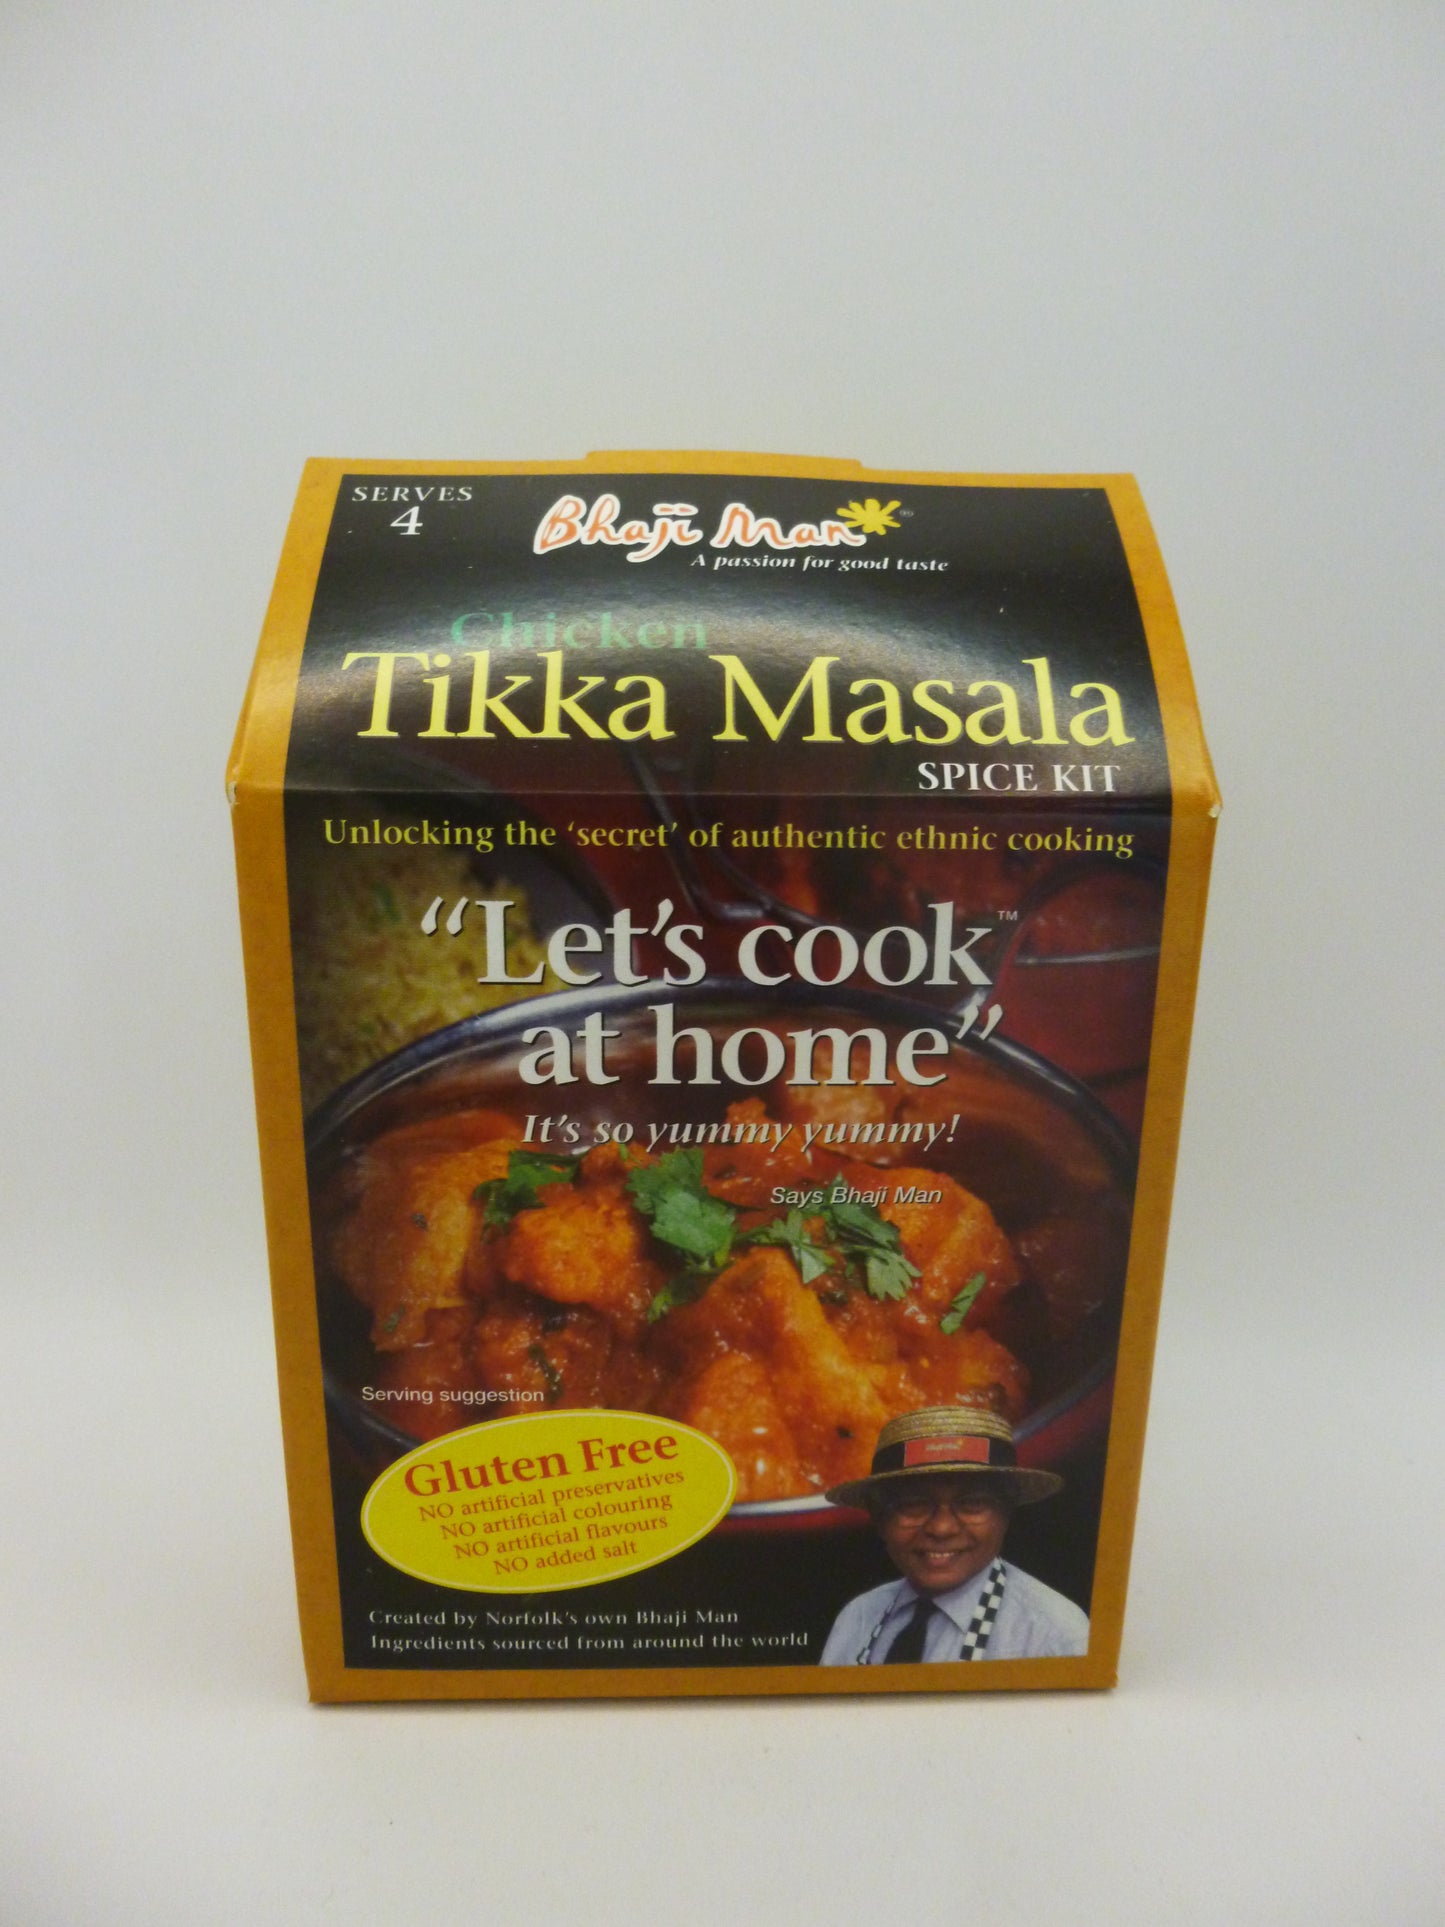 SERVES
4
Bhaji Man
A passion for good taste
Chicken
Tikka Masala
SPICE KIT
Unlocking the ‘secret’ of authentic ethnic cooking
“Let’s cook™
at home”
It’s so yummy yummy!
Says Bhaji Man
Serving suggestion
Gluten Free
NO artificial preservatives
NO artificial colouring
NO artificial flavours
NO added salt
Created by Norfolk’s own Bhaji Man
Ingredients sourced from around the world